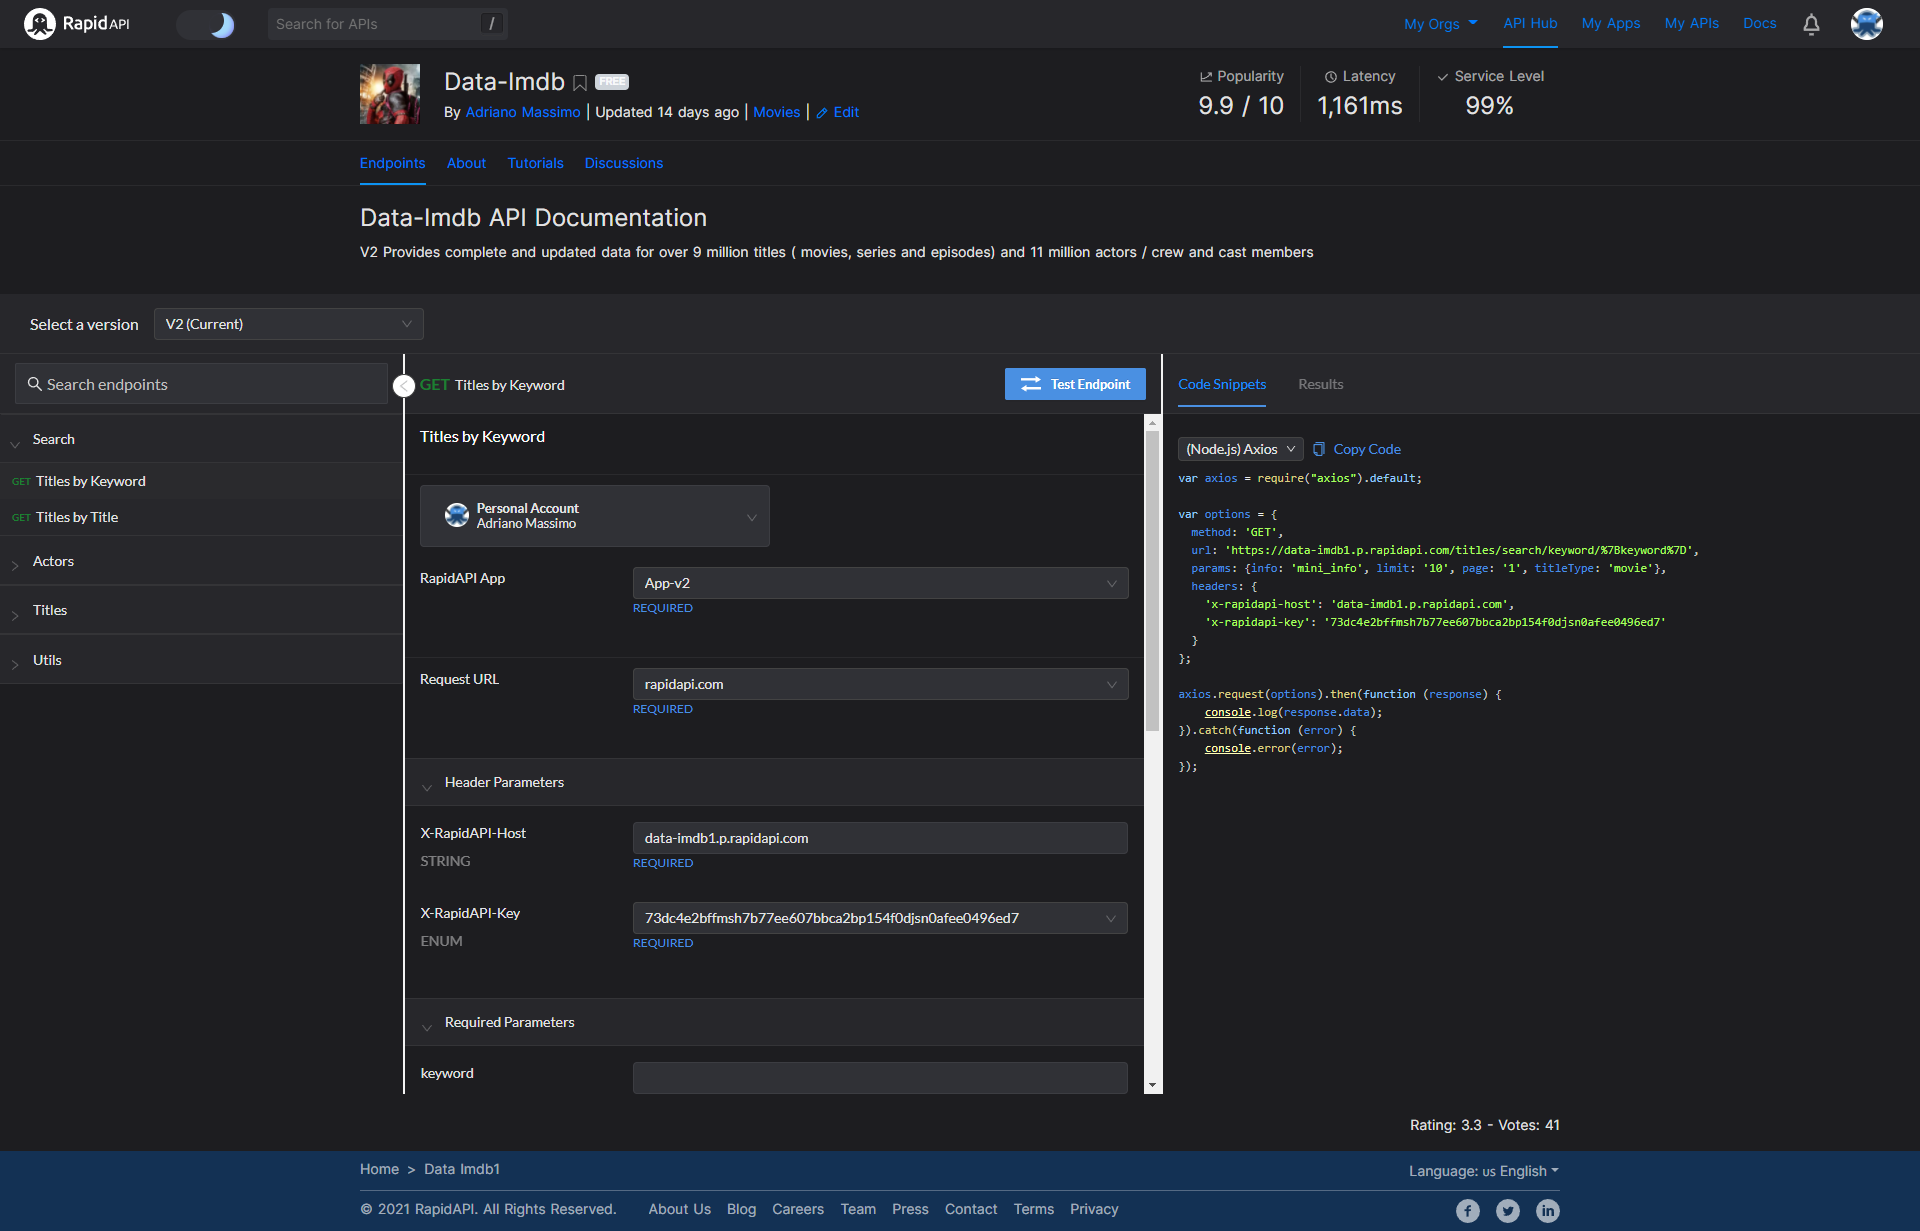 RapidAPI
Search for APIs /
My Orgs API Hub My Apps My APIs Docs
Data-Imdb FREE
By Adriano Massimo | Updated 14 days ago | Movies | Edit
Popularity
9.9 / 10
Latency
1,161ms
Service Level
99%
Endpoints About Tutorials Discussions
Data-Imdb API Documentation
V2 Provides complete and updated data for over 9 million titles ( movies, series and episodes) and 11 million actors / crew and cast members
Select a version V2 (Current)
Search endpoints
Search
GET Titles by Keyword
GET Titles by Title
Actors
Titles
Utils
GET Titles by Keyword Test Endpoint
Titles by Keyword
Personal Account
Adriano Massimo
RapidAPI App App-v2
REQUIRED
Request URL rapidapi.com
REQUIRED
Header Parameters
X-RapidAPI-Host data-imdb1.p.rapidapi.com
STRING REQUIRED
X-RapidAPI-Key 73dc4e2bffmsh7b77ee607bbca2bp154f0djsn0afee0496ed7
ENUM REQUIRED
Required Parameters
keyword
Code Snippets Results
(Node.js) Axios Copy Code
var axios = require("axios").default;
var options = {
method: 'GET',
url: 'https://data-imdb1.p.rapidapi.com/titles/search/keyword/%7Bkeyword%7D',
params: {info: 'mini_info', limit: '10', page: '1', titleType: 'movie'},
headers: {
'x-rapidapi-host': 'data-imdb1.p.rapidapi.com',
'x-rapidapi-key': '73dc4e2bffmsh7b77ee607bbca2bp154f0djsn0afee0496ed7'
}
};
axios.request(options).then(function (response) {
console.log(response.data);
}).catch(function (error) {
console.error(error);
});
Rating: 3.3 - Votes: 41
Home > Data Imdb1
Language: US English
© 2021 RapidAPI. All Rights Reserved. About Us Blog Careers Team Press Contact Terms Privacy